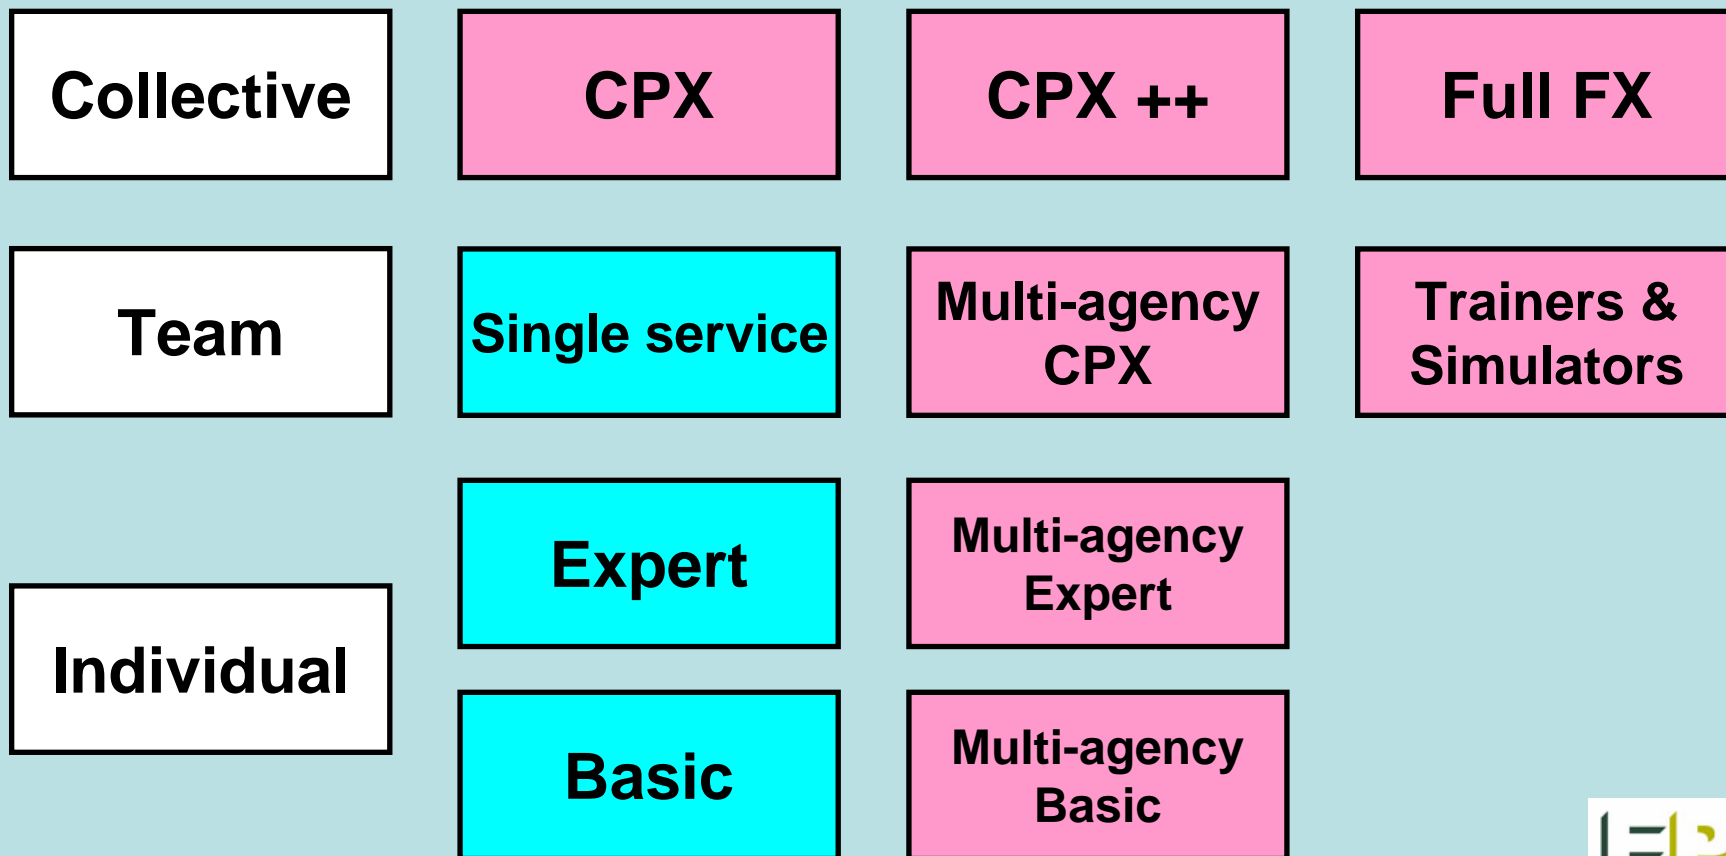 Collective
CPX
CPX ++
Full FX
Team
Single service
Multi-agency
CPX
Trainers &
Simulators
Individual
Expert
Multi-agency
Expert
Basic
Multi-agency
Basic